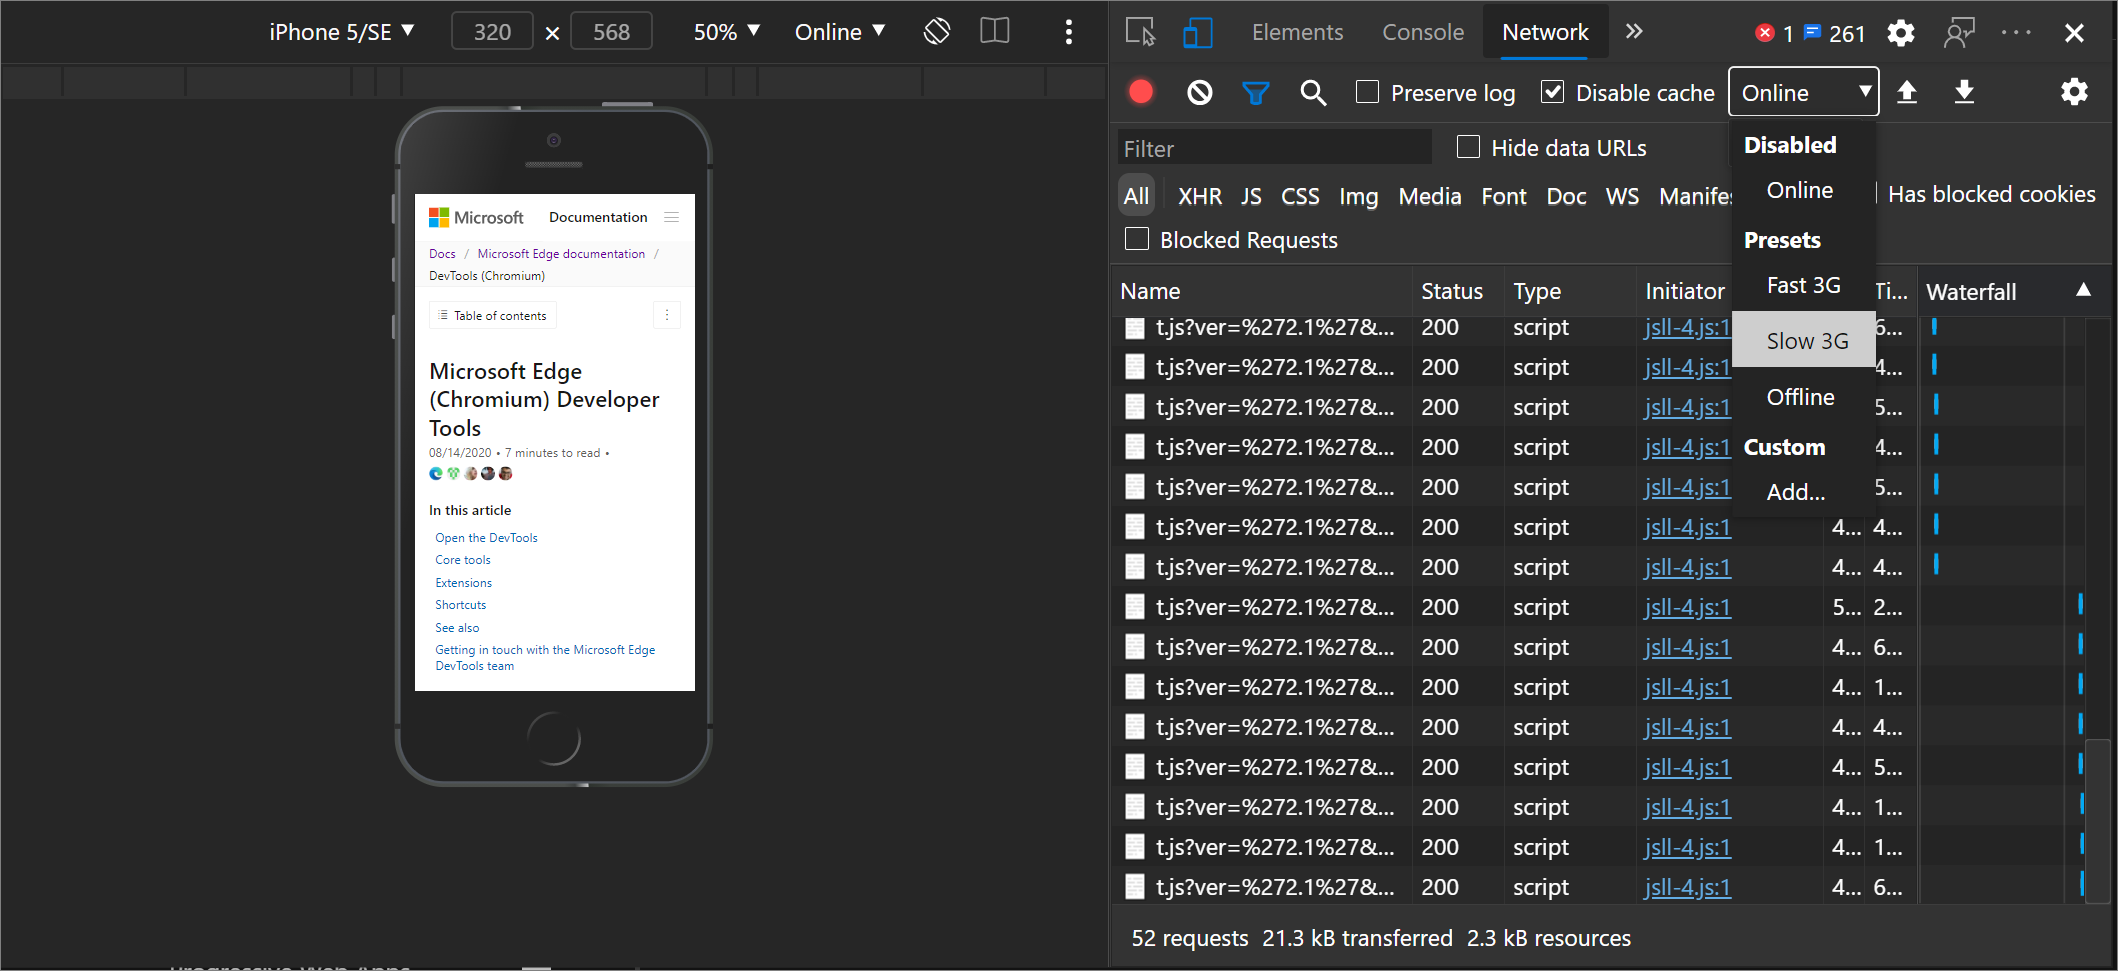 iPhone 5/SE ▼ 320 × 568 50% ▼ Online ▼
Microsoft Documentation
Docs / Microsoft Edge documentation /
DevTools (Chromium)
Table of contents
Microsoft Edge
(Chromium) Developer
Tools
08/14/2020 • 7 minutes to read •
In this article
Open the DevTools
Core tools
Extensions
Shortcuts
See also
Getting in touch with the Microsoft Edge
DevTools team
Progressive Web Apps
Elements Console Network 1 261
Preserve log Disable cache Online ▼
Filter Hide data URLs
All XHR JS CSS Img Media Font Doc WS Manifes Has blocked cookies
Blocked Requests
Disabled
Online
Presets
Fast 3G
Slow 3G
Offline
Custom
Add...
Name Status Type Initiator Ti... Waterfall ▲
t.js?ver=%272.1%27&... 200 script jsll-4.js:1 6...
t.js?ver=%272.1%27&... 200 script jsll-4.js:1 4...
t.js?ver=%272.1%27&... 200 script jsll-4.js:1 5...
t.js?ver=%272.1%27&... 200 script jsll-4.js:1 4...
t.js?ver=%272.1%27&... 200 script jsll-4.js:1 5...
t.js?ver=%272.1%27&... 200 script jsll-4.js:1 4... 4...
t.js?ver=%272.1%27&... 200 script jsll-4.js:1 4... 4...
t.js?ver=%272.1%27&... 200 script jsll-4.js:1 5... 2...
t.js?ver=%272.1%27&... 200 script jsll-4.js:1 4... 6...
t.js?ver=%272.1%27&... 200 script jsll-4.js:1 4... 1...
t.js?ver=%272.1%27&... 200 script jsll-4.js:1 4... 4...
t.js?ver=%272.1%27&... 200 script jsll-4.js:1 4... 5...
t.js?ver=%272.1%27&... 200 script jsll-4.js:1 4... 1...
t.js?ver=%272.1%27&... 200 script jsll-4.js:1 4... 1...
t.js?ver=%272.1%27&... 200 script jsll-4.js:1 4... 6...
52 requests 21.3 kB transferred 2.3 kB resources